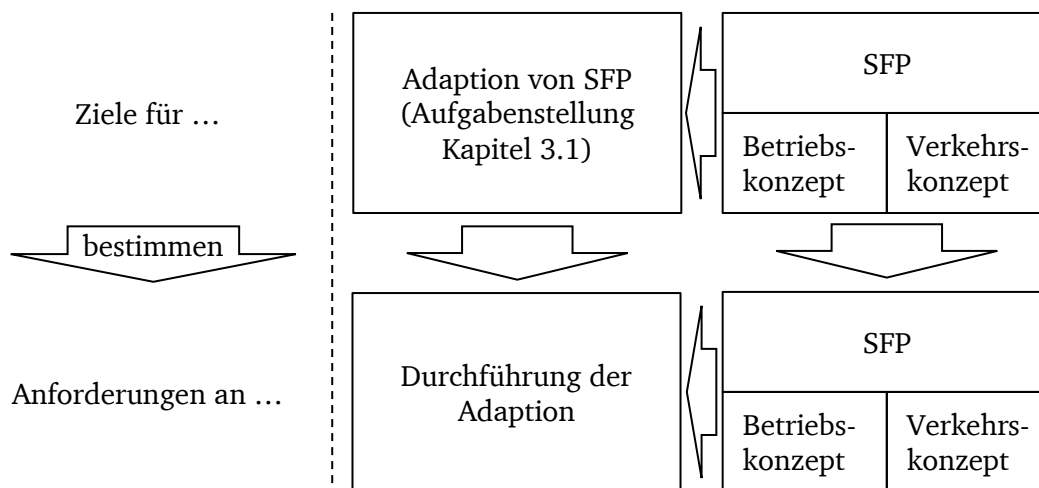 Ziele für …
bestimmen
Anforderungen an …
Adaption von SFP
(Aufgabenstellung
Kapitel 3.1)
SFP
Betriebs-
konzept
Verkehrs-
konzept
Durchführung der
Adaption
SFP
Betriebs-
konzept
Verkehrs-
konzept